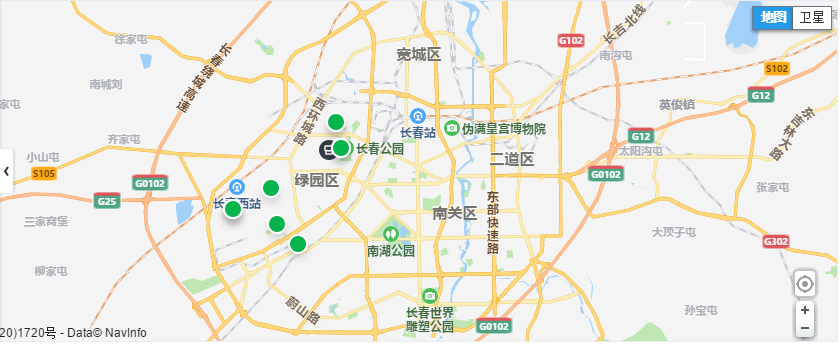 地图
卫星
徐家屯
长春绕城高速
宽城区
G102
长吉北线
南沟屯
S102
南城刘
G12
英俊镇
家屯
西环城路
长春站
伪满皇宫博物院
G12
东吉林大路
齐家屯
长春公园
太阳沟屯
小山屯
二道区
S105
G0102
绿园区
G0102
张家屯
G25
长春西站
南关区
东部快速路
三家窝堡
大顶子屯
G302
南湖公园
柳家屯
蔚山路
长春世界
雕塑公园
孙宝屯
G0102
20)1720号 - Data© NavInfo
+
−